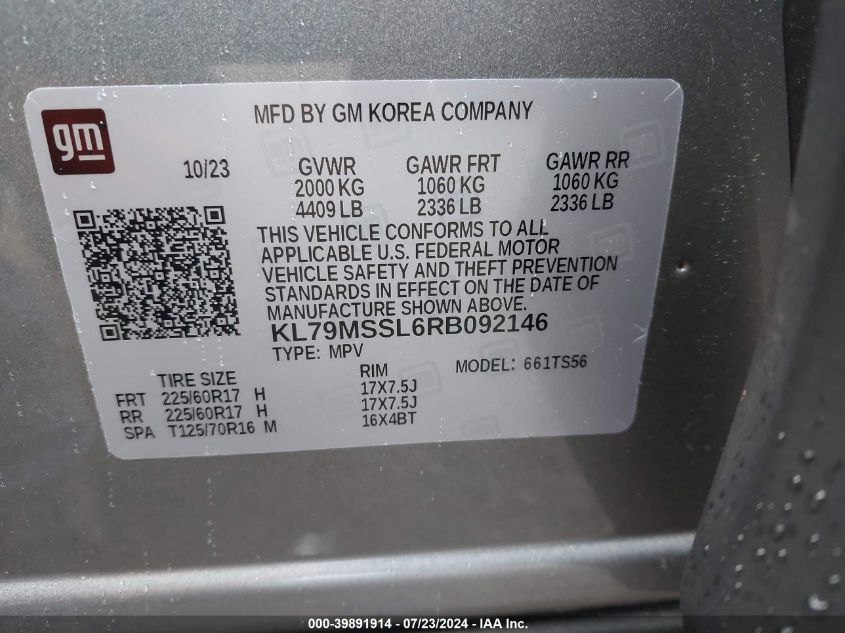 gm
MFD BY GM KOREA COMPANY
10/23 GVWR GAWR FRT GAWR RR
2000 KG 1060 KG 1060 KG
4409 LB 2336 LB 2336 LB
THIS VEHICLE CONFORMS TO ALL
APPLICABLE U.S. FEDERAL MOTOR
VEHICLE SAFETY AND THEFT PREVENTION
STANDARDS IN EFFECT ON THE DATE OF
MANUFACTURE SHOWN ABOVE.
KL79MSSL6RB092146
TYPE: MPV MODEL: 661TS56
TIRE SIZE RIM
FRT 225/60R17 H 17X7.5J
RR 225/60R17 H 17X7.5J
SPA T125/70R16 M 16X4BT
000-39891914 / 07/23/2024 - IAA Inc.